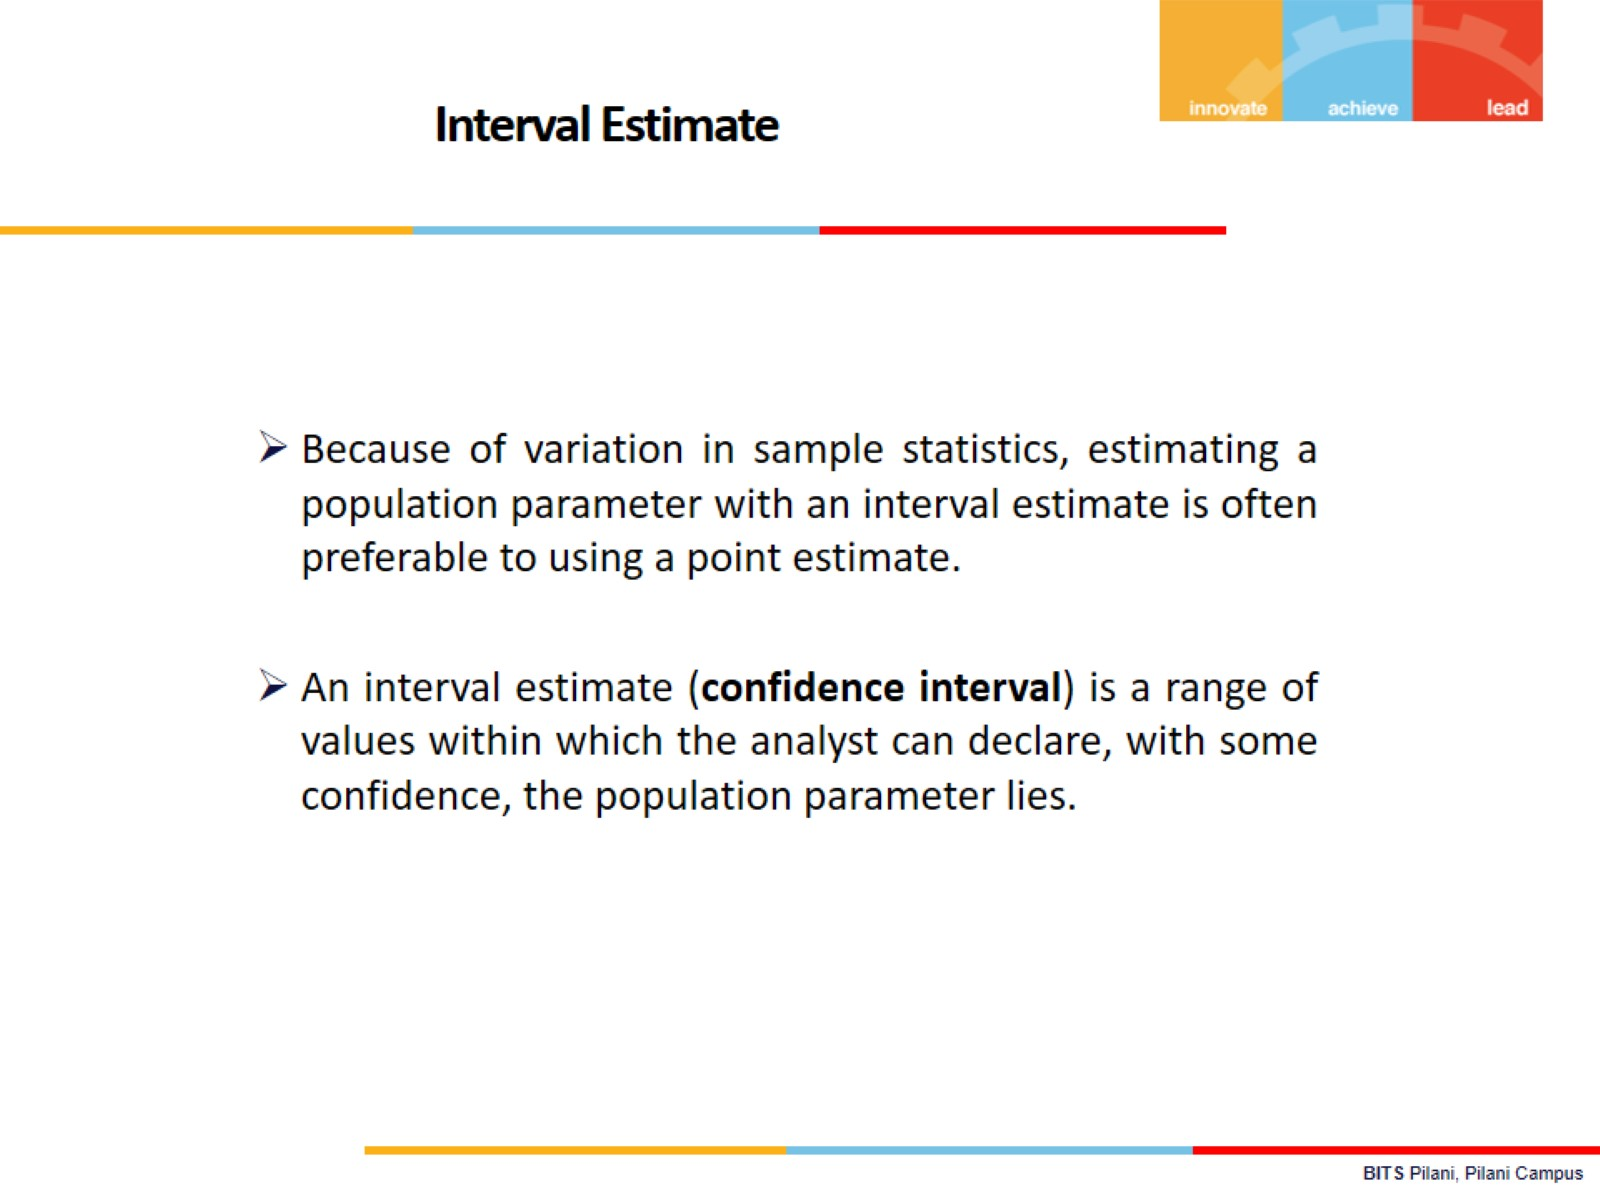 innovate achieve lead
Interval Estimate
Because of variation in sample statistics, estimating a
population parameter with an interval estimate is often
preferable to using a point estimate.
An interval estimate (confidence interval) is a range of
values within which the analyst can declare, with some
confidence, the population parameter lies.
BITS Pilani, Pilani Campus